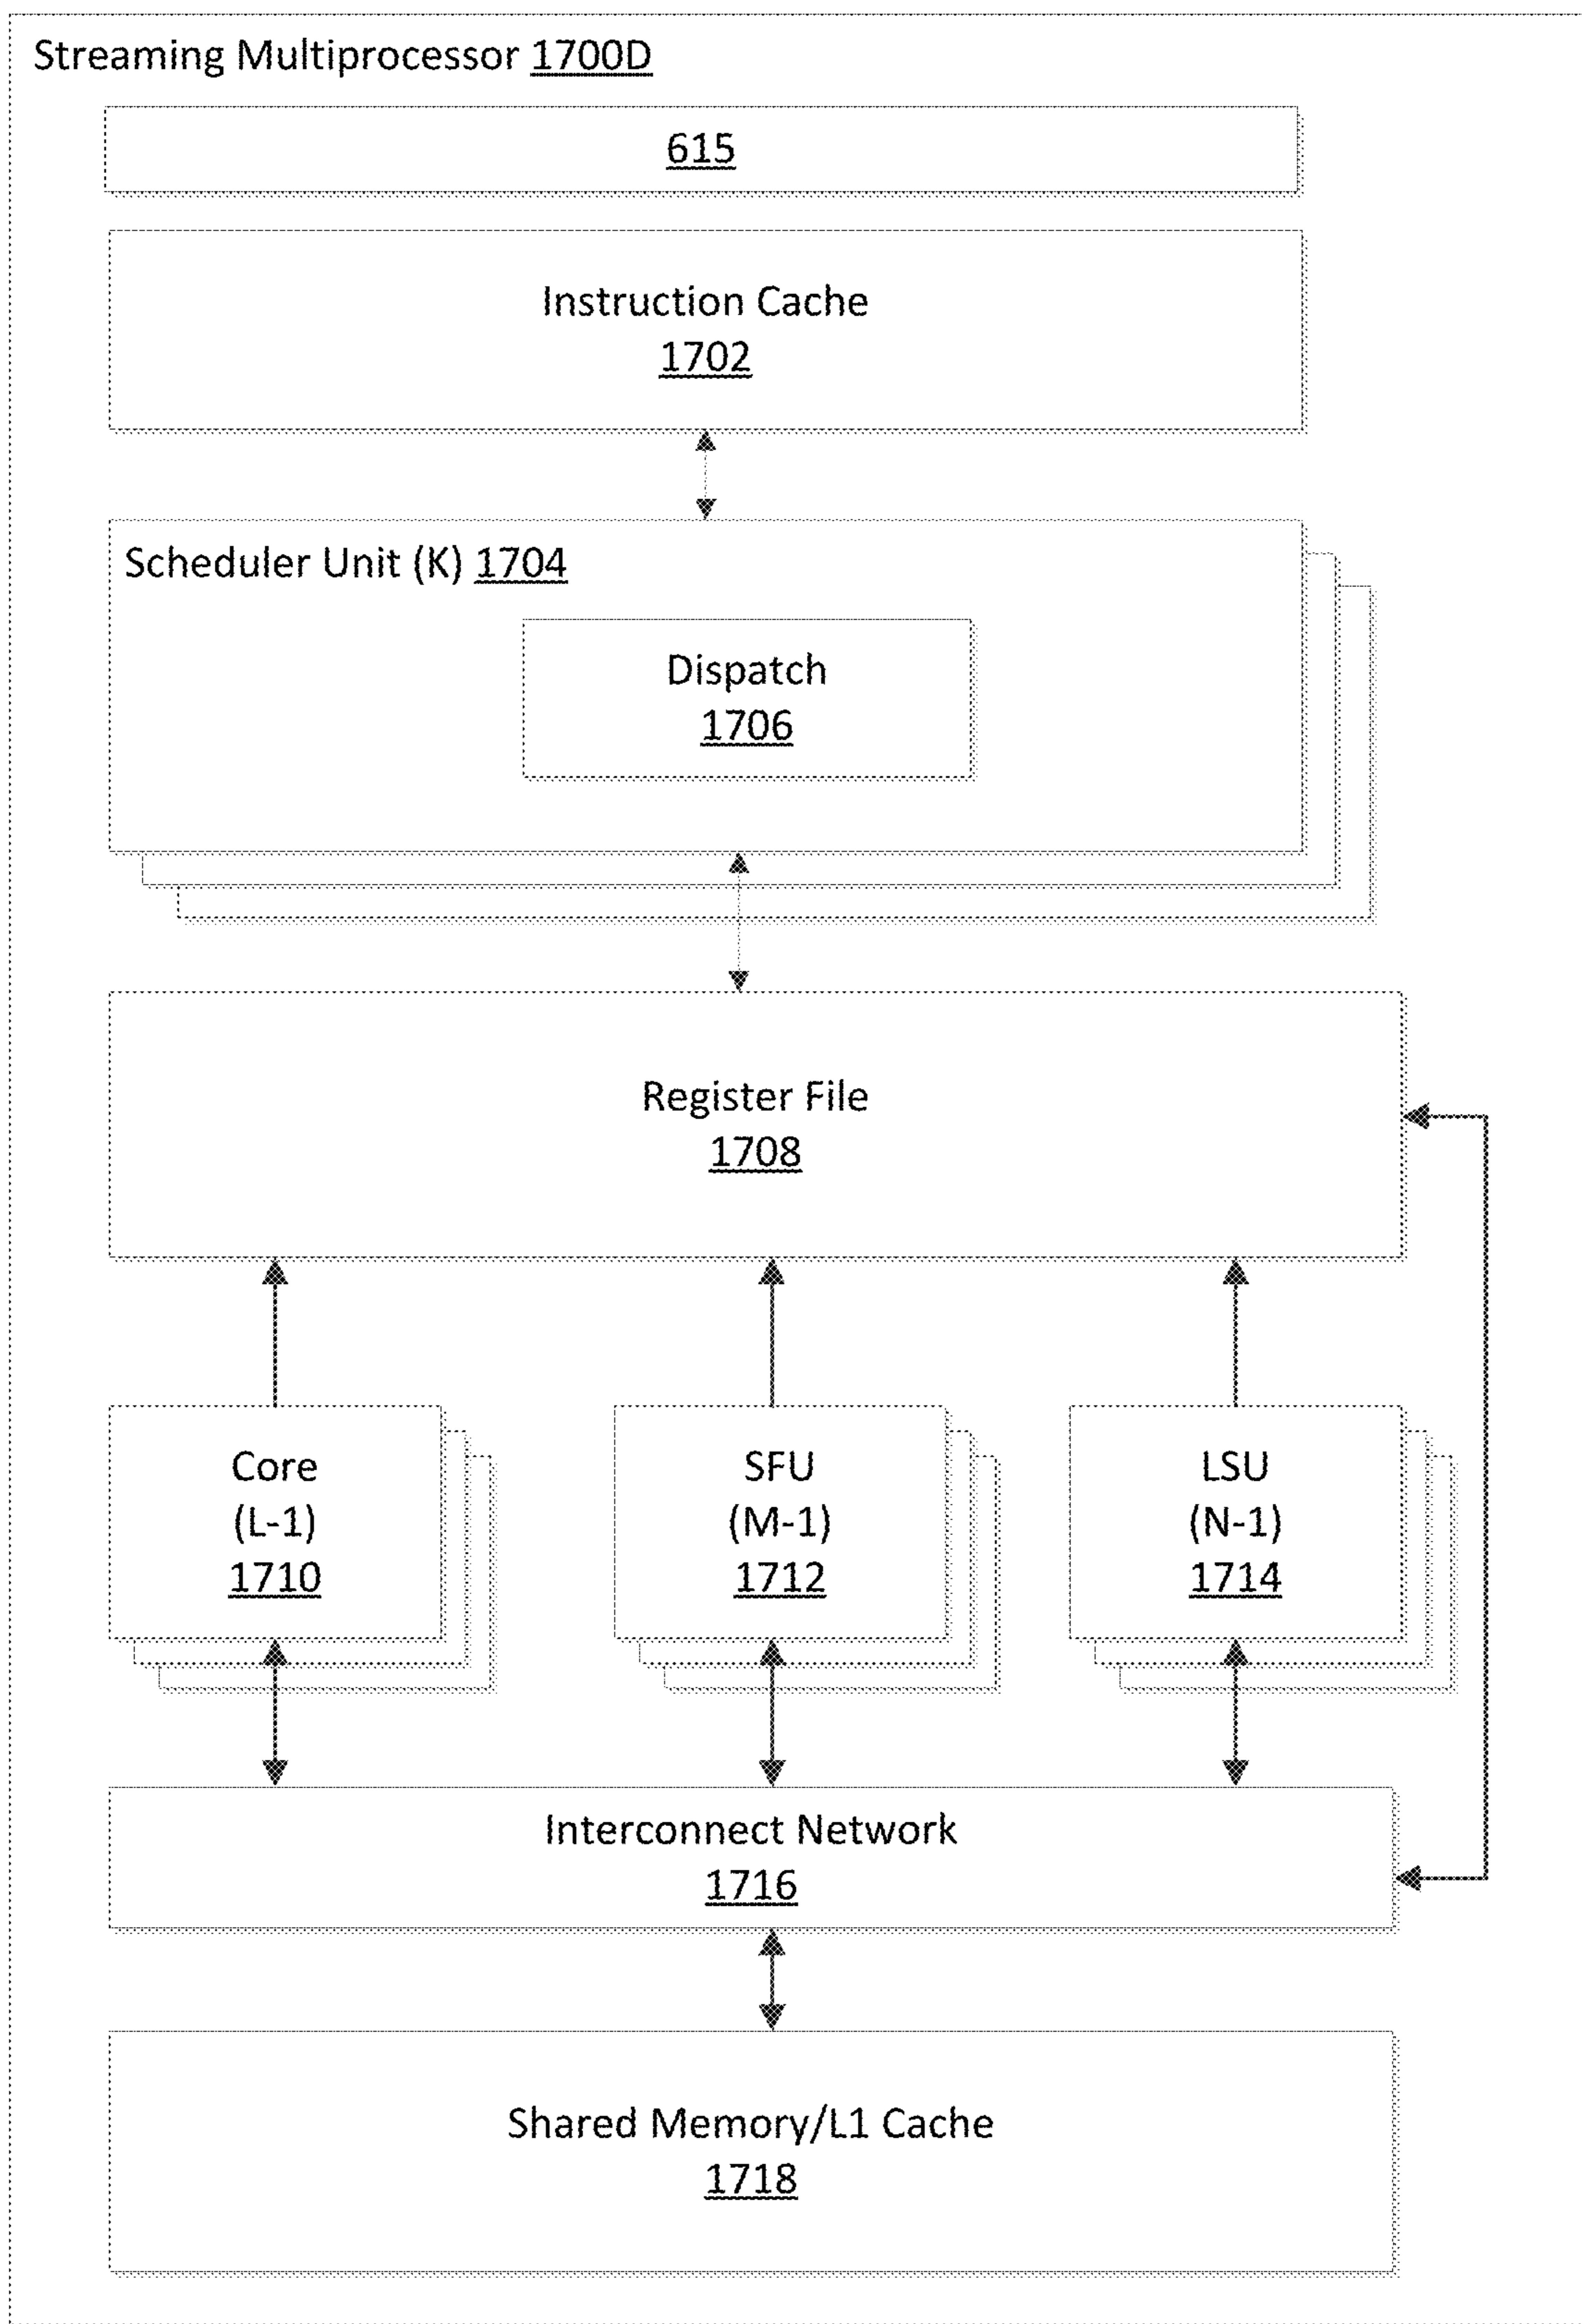 Streaming Multiprocessor 1700D
615
Instruction Cache
1702
Scheduler Unit (K) 1704
Dispatch
1706
Register File
1708
Core
(L-1)
1710
SFU
(M-1)
1712
LSU
(N-1)
1714
Interconnect Network
1716
Shared Memory/L1 Cache
1718